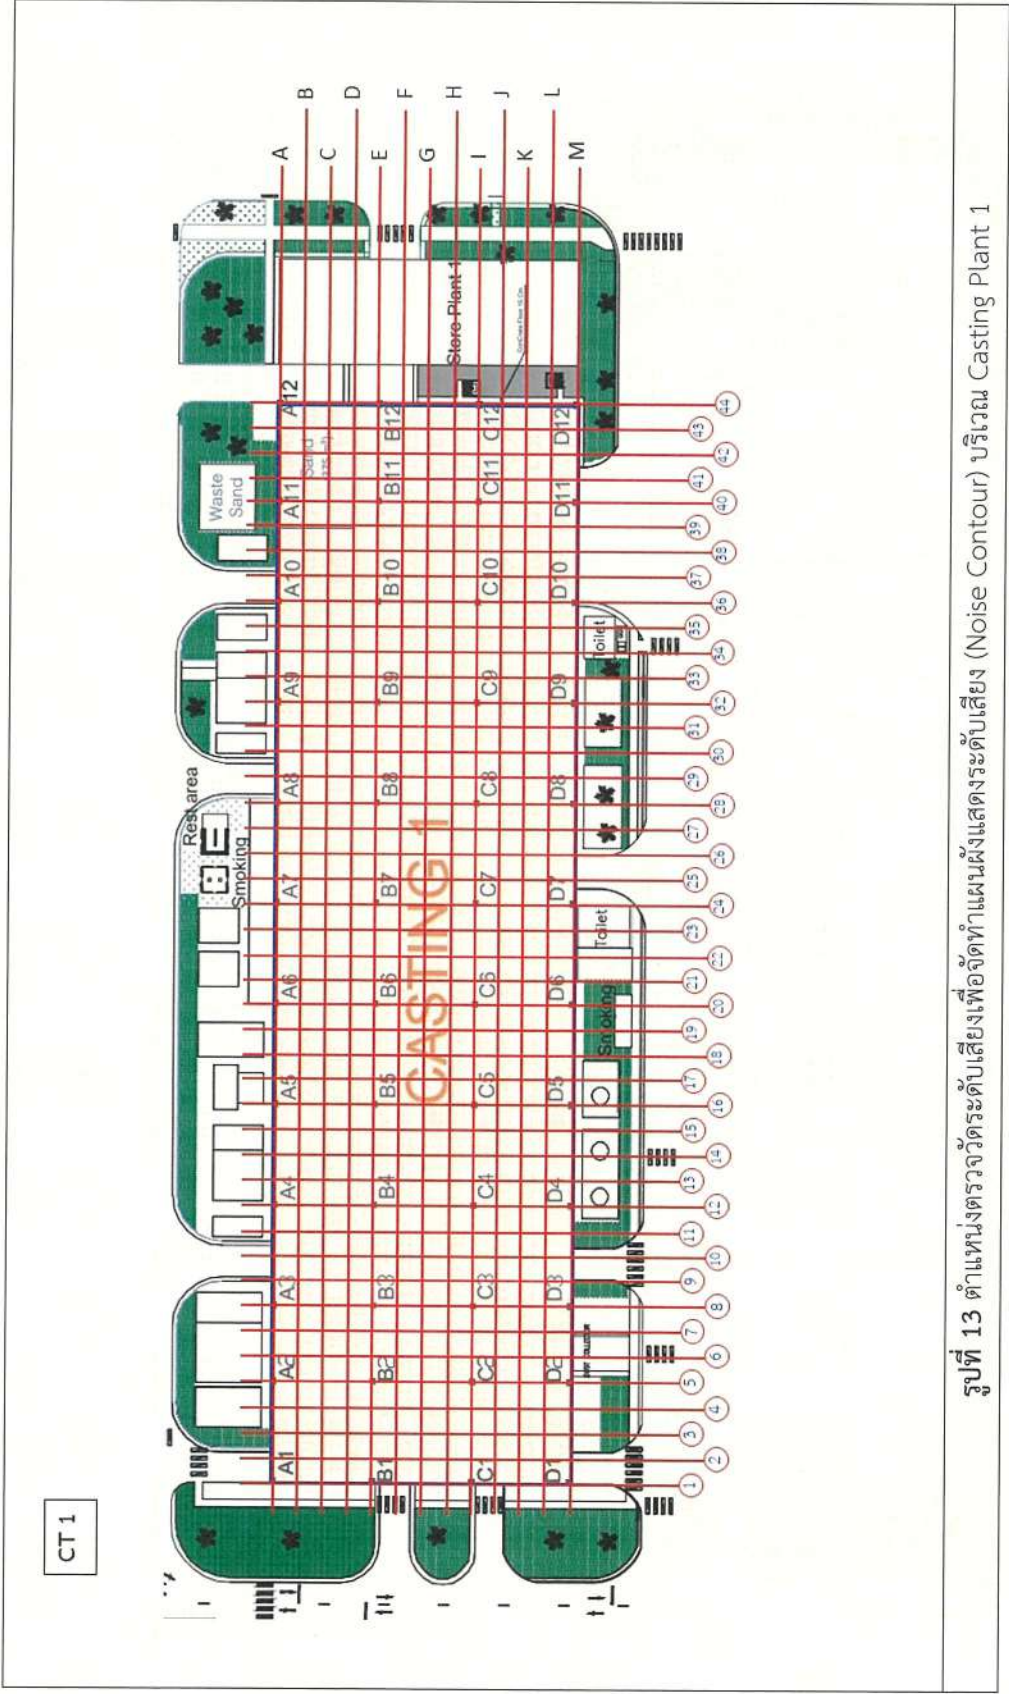 CT 1
A
B
C
D
E
F
G
H
I
J
K
L
M
Rest area
Smoking
Waste
Sand
Sand
Store Plant 1
A1 A2 A3 A4 A5 A6 A7 A8 A9 A10 A11 A12
B1 B2 B3 B4 B5 B6 B7 B8 B9 B10 B11 B12
CASTING 1
C1 C2 C3 C4 C5 C6 C7 C8 C9 C10 C11 C12
D1 D2 D3 D4 D5 D6 D7 D8 D9 D10 D11 D12
Smoking
Toilet
Toilet
1 2 3 4 5 6 7 8 9 10 11 12 13 14 15 16 17 18 19 20 21 22 23 24 25 26 27 28 29 30 31 32 33 34 35 36 37 38 39 40 41 42 43 44
รูปที่ 13 ตำแหน่งตรวจวัดระดับเสียงเพื่อจัดทำแผนผังแสดงระดับเสียง (Noise Contour) บริเวณ Casting Plant 1